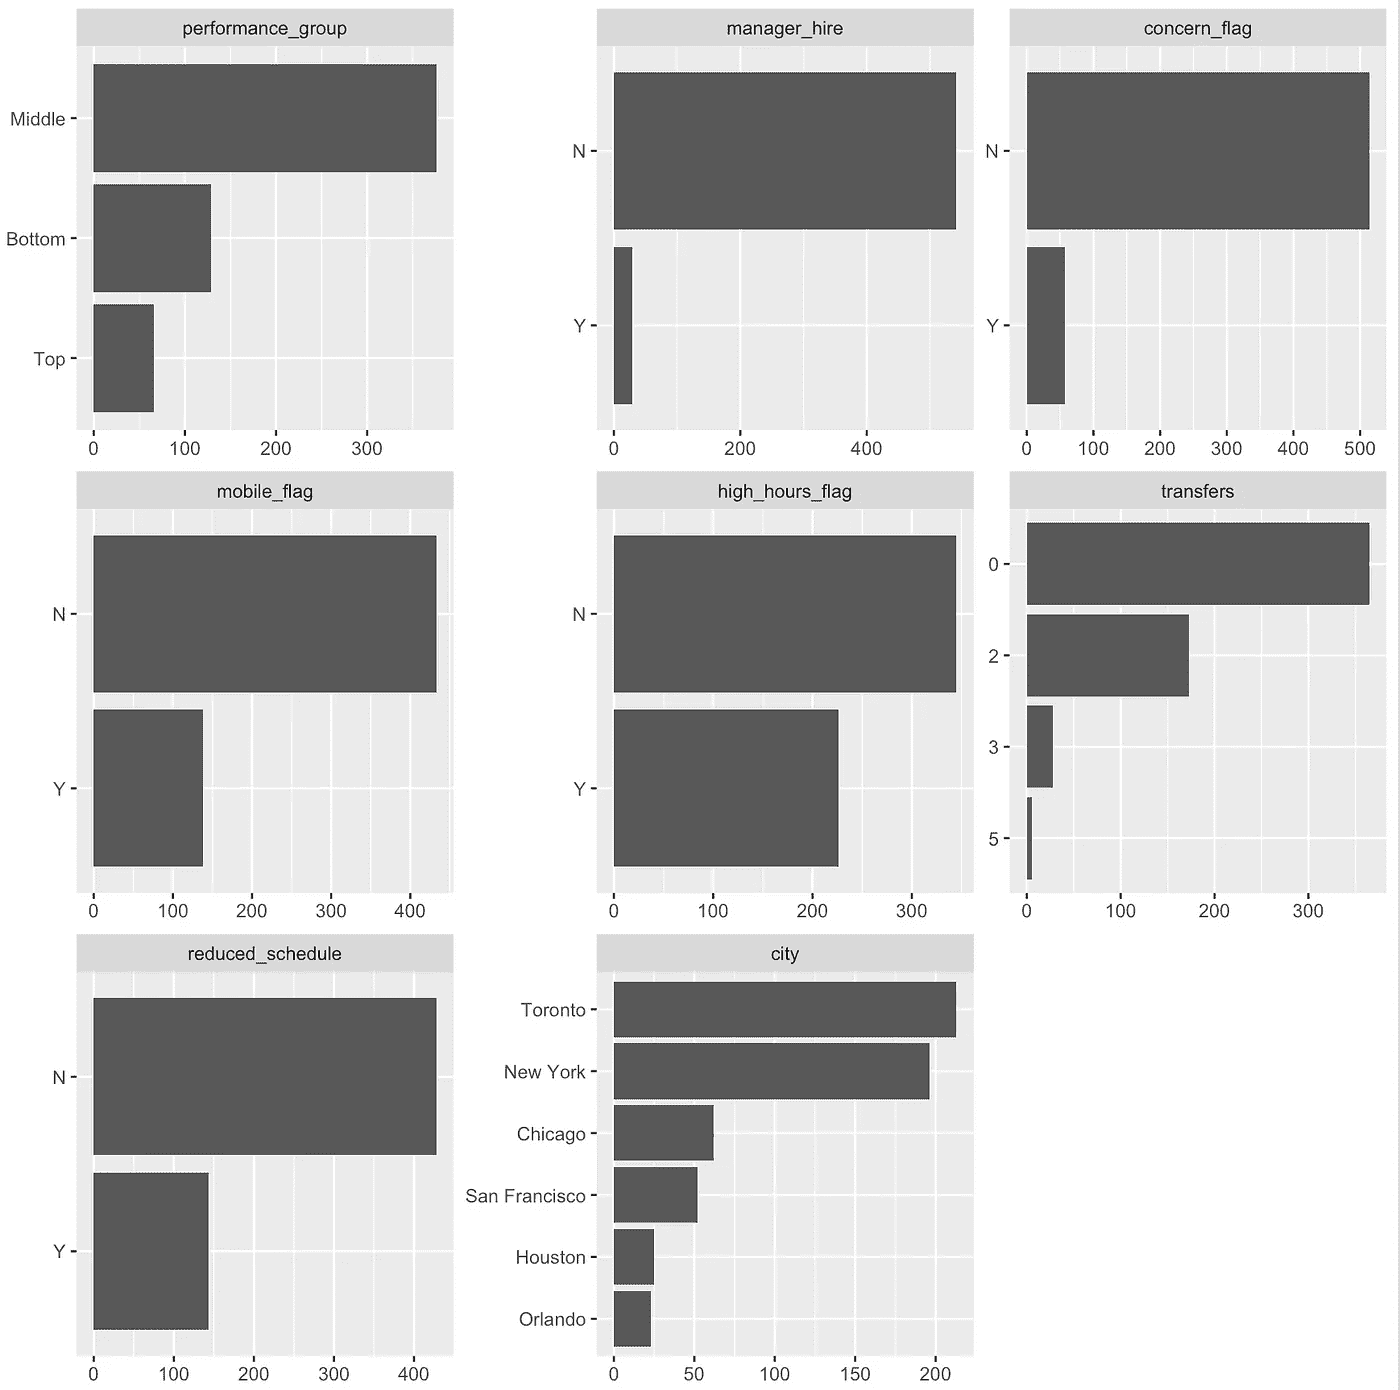 performance_group
Middle
Bottom
Top
0 100 200 300
manager_hire
N
Y
0 200 400
concern_flag
N
Y
0 100 200 300 400 500
mobile_flag
N
Y
0 100 200 300 400
high_hours_flag
N
Y
0 100 200 300
transfers
0
2
3
5
0 100 200 300
reduced_schedule
N
Y
0 100 200 300 400
city
Toronto
New York
Chicago
San Francisco
Houston
Orlando
0 50 100 150 200